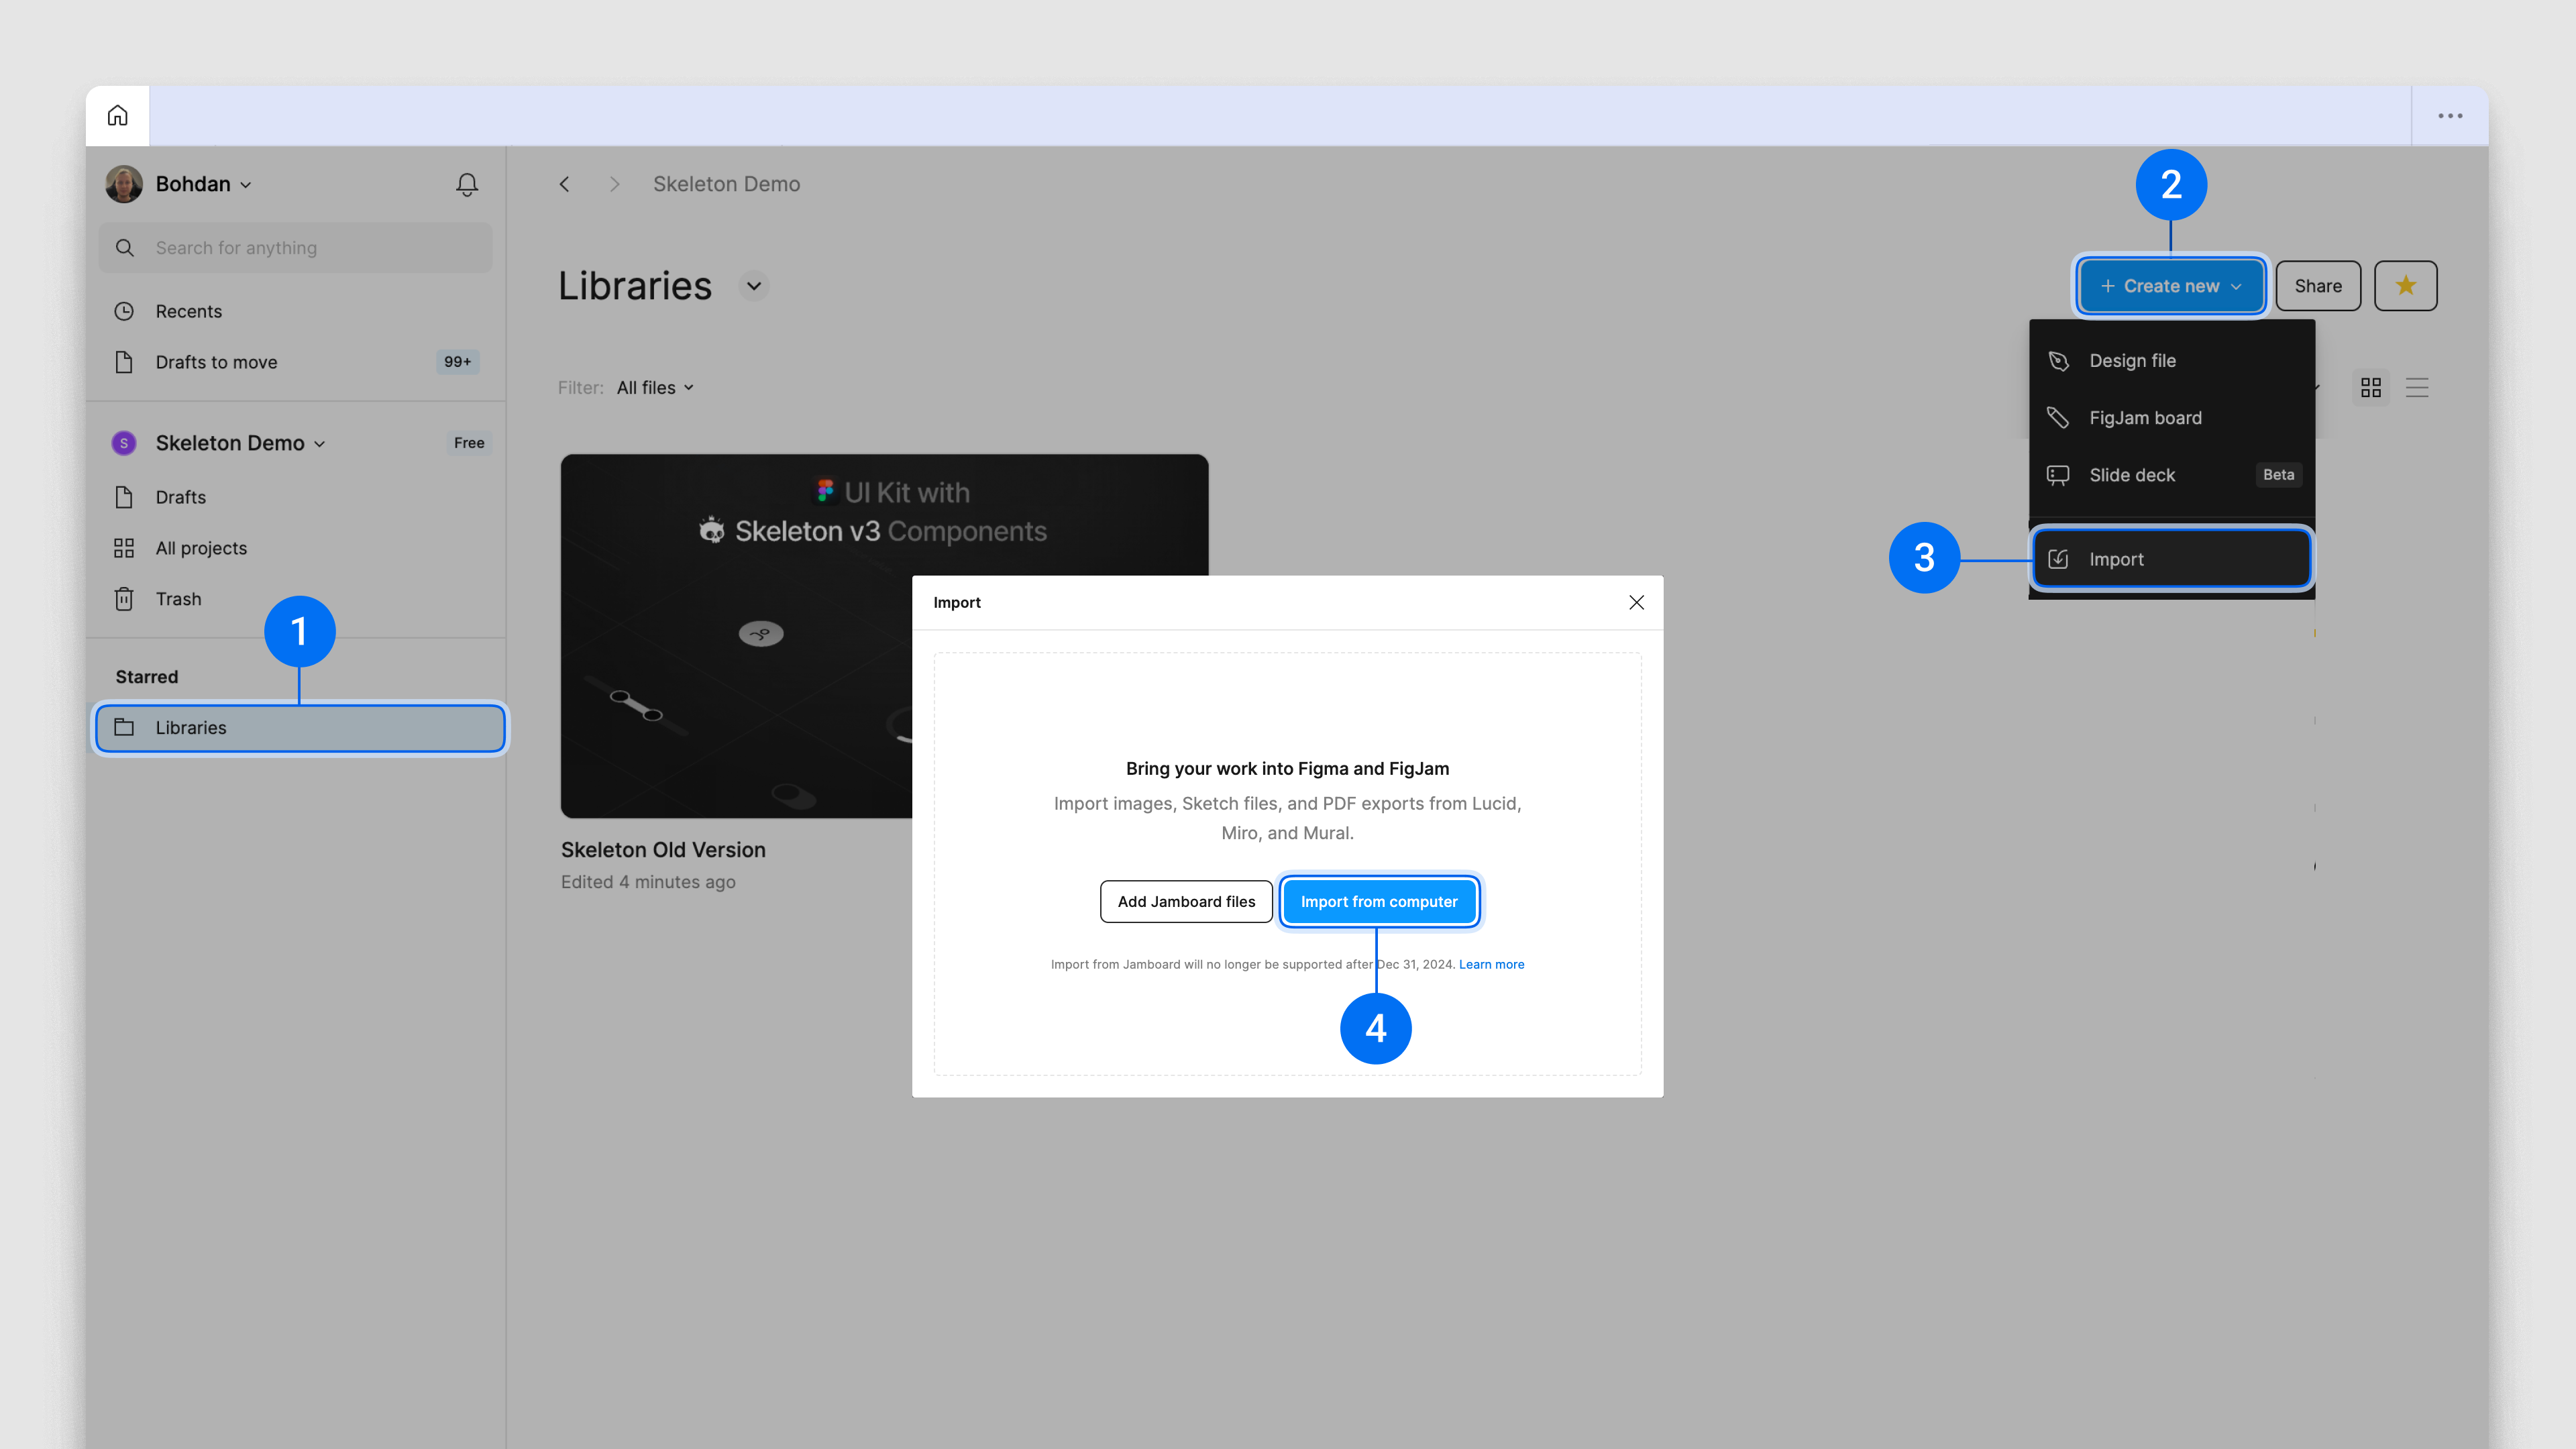 Bohdan
Search for anything
Recents
Drafts to move
99+
S
Skeleton Demo
Free
Drafts
All projects
Trash
1
Starred
Libraries
Skeleton Demo
2
Libraries
+ Create new
Share
Filter: All files
Design file
FigJam board
Slide deck
Beta
3
Import
UI Kit with
Skeleton v3 Components
Skeleton Old Version
Edited 4 minutes ago
Import
Bring your work into Figma and FigJam
Import images, Sketch files, and PDF exports from Lucid,
Miro, and Mural.
Add Jamboard files
Import from computer
Import from Jamboard will no longer be supported after Dec 31, 2024. Learn more
4